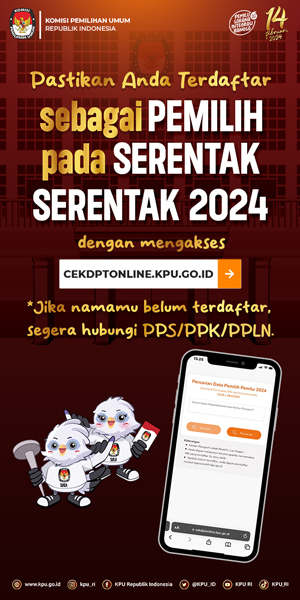 KOMISI PEMILIHAN UMUM
REPUBLIK INDONESIA
14
Februari
2024
Pastikan Anda Terdaftar
sebagai PEMILIH
pada SERENTAK
SERENTAK 2024
dengan mengakses
CEKDPTONLINE.KPU.GO.ID
*Jika namamu belum terdaftar,
segera hubungi PPS/PPK/PPLN.
Pencarian Data Pemilih Pemilu 2024
www.kpu.go.id
kpu_ri
KPU Republik Indonesia
@KPU_ID
KPU RI
KPU_RI